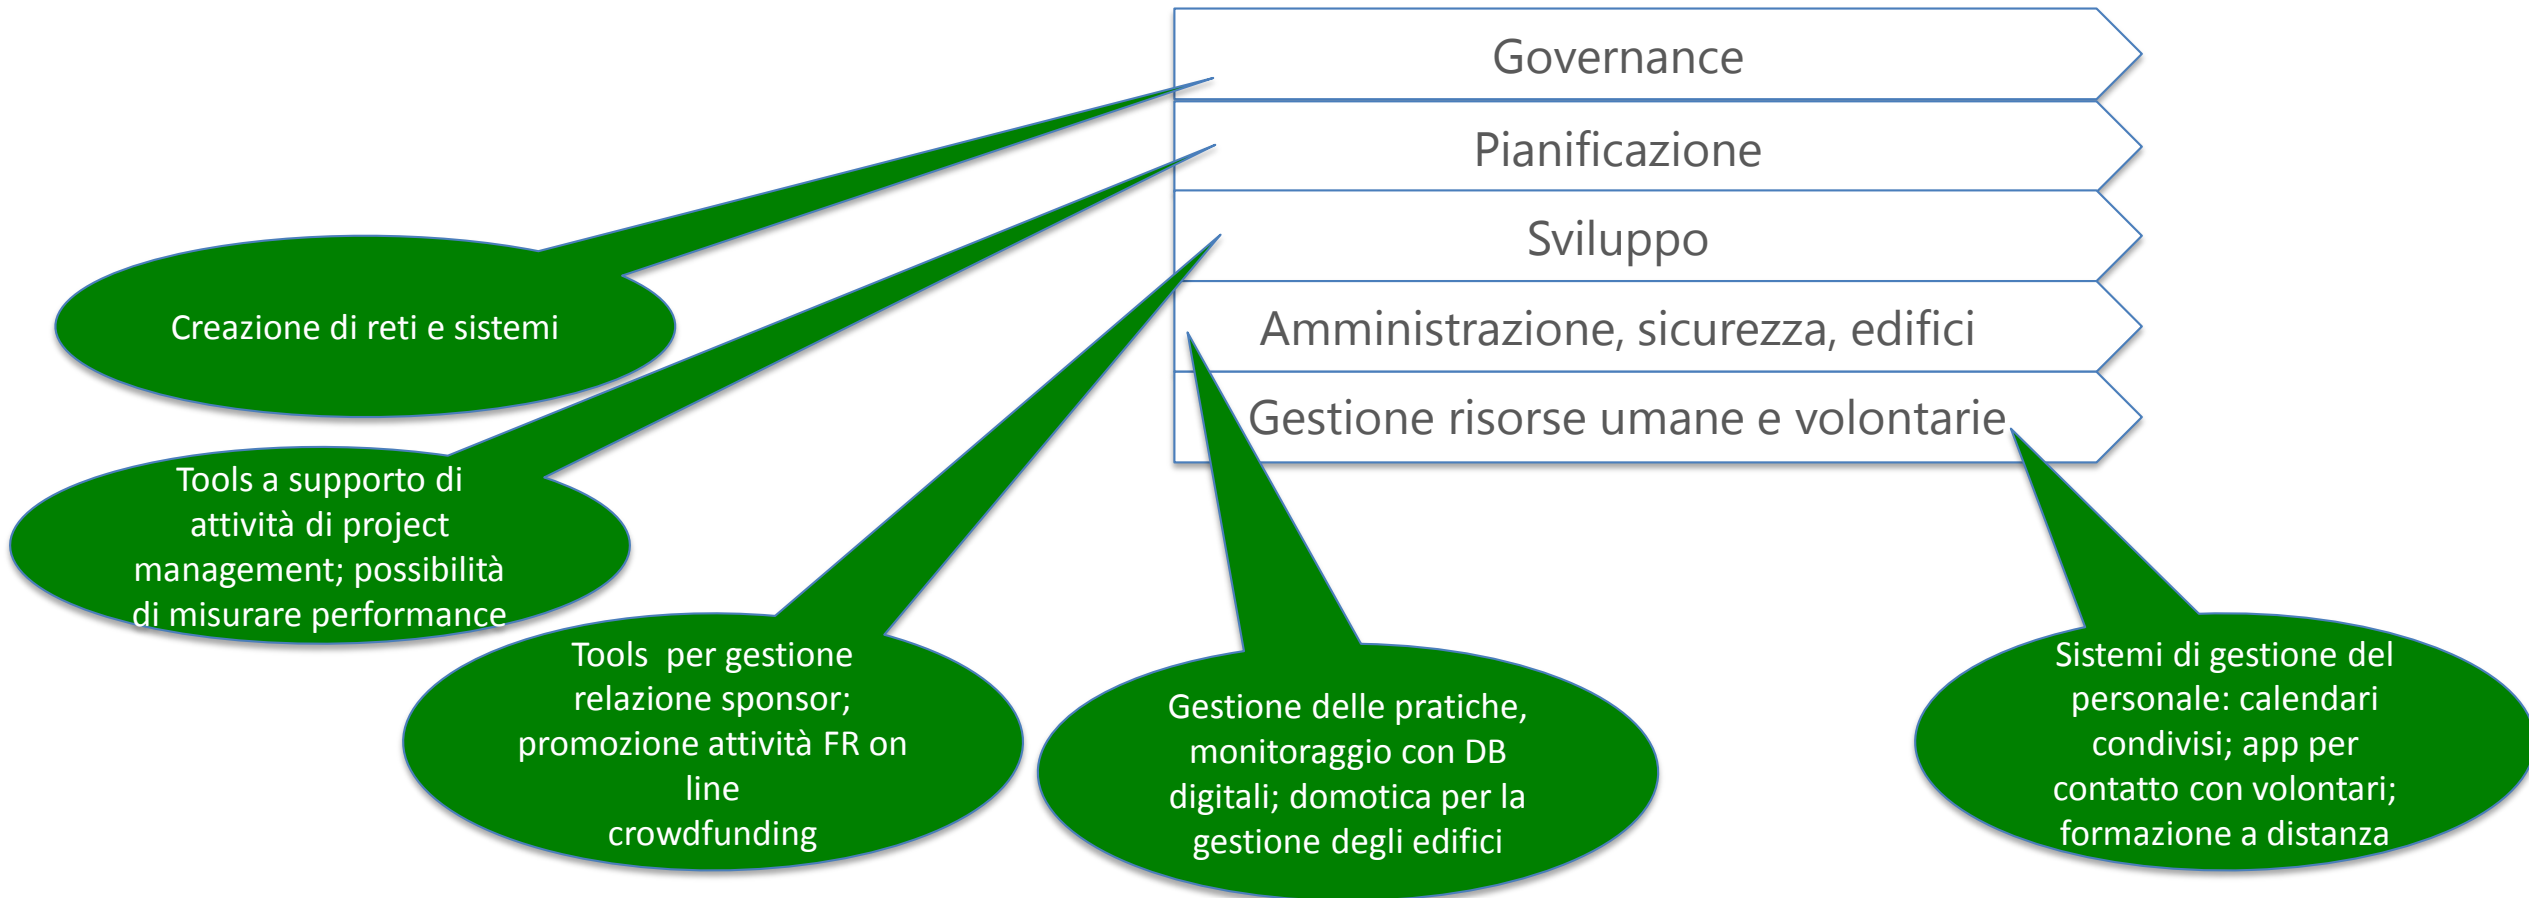 Governance
Pianificazione
Sviluppo
Amministrazione, sicurezza, edifici
Gestione risorse umane e volontarie
Creazione di reti e sistemi
Tools a supporto di
attività di project
management; possibilità
di misurare performance
Tools  per gestione
relazione sponsor;
promozione attività FR on
line
crowdfunding
Gestione delle pratiche,
monitoraggio con DB
digitali; domotica per la
gestione degli edifici
Sistemi di gestione del
personale: calendari
condivisi; app per
contatto con volontari;
formazione a distanza